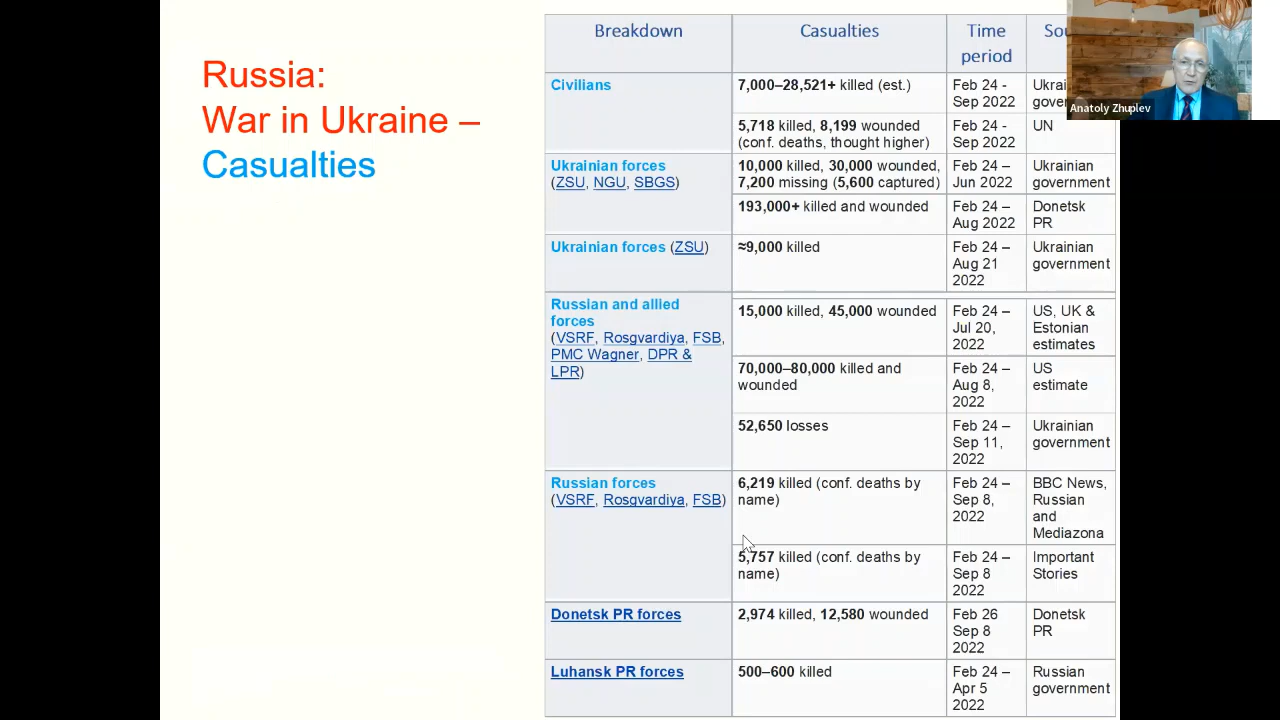 Russia:
War in Ukraine –
Casualties
Breakdown
Casualties
Time
period
Anatoly Zhuplev
Civilians
7,000–28,521+ killed (est.)
Feb 24 -
Sep 2022
5,718 killed, 8,199 wounded
(conf. deaths, thought higher)
Feb 24 -
Sep 2022
UN
Ukrainian forces
(ZSU, NGU, SBGS)
10,000 killed, 30,000 wounded,
7,200 missing (5,600 captured)
Feb 24 –
Jun 2022
Ukrainian
government
193,000+ killed and wounded
Feb 24 –
Aug 2022
Donetsk
PR
Ukrainian forces (ZSU)
≈9,000 killed
Feb 24 –
Aug 21
2022
Ukrainian
government
Russian and allied
forces
(VSRF, Rosgvardiya, FSB,
PMC Wagner, DPR &
LPR)
15,000 killed, 45,000 wounded
Feb 24 –
Jul 20,
2022
US, UK &
Estonian
estimates
70,000–80,000 killed and
wounded
Feb 24 –
Aug 8,
2022
US
estimate
52,650 losses
Feb 24 –
Sep 11,
2022
Ukrainian
government
Russian forces
(VSRF, Rosgvardiya, FSB)
6,219 killed (conf. deaths by
name)
Feb 24 –
Sep 8,
2022
BBC News,
Russian
and
Mediazona
5,757 killed (conf. deaths by
name)
Feb 24 –
Sep 8
2022
Important
Stories
Donetsk PR forces
2,974 killed, 12,580 wounded
Feb 26
Sep 8
2022
Donetsk
PR
Luhansk PR forces
500–600 killed
Feb 24 –
Apr 5
2022
Russian
government